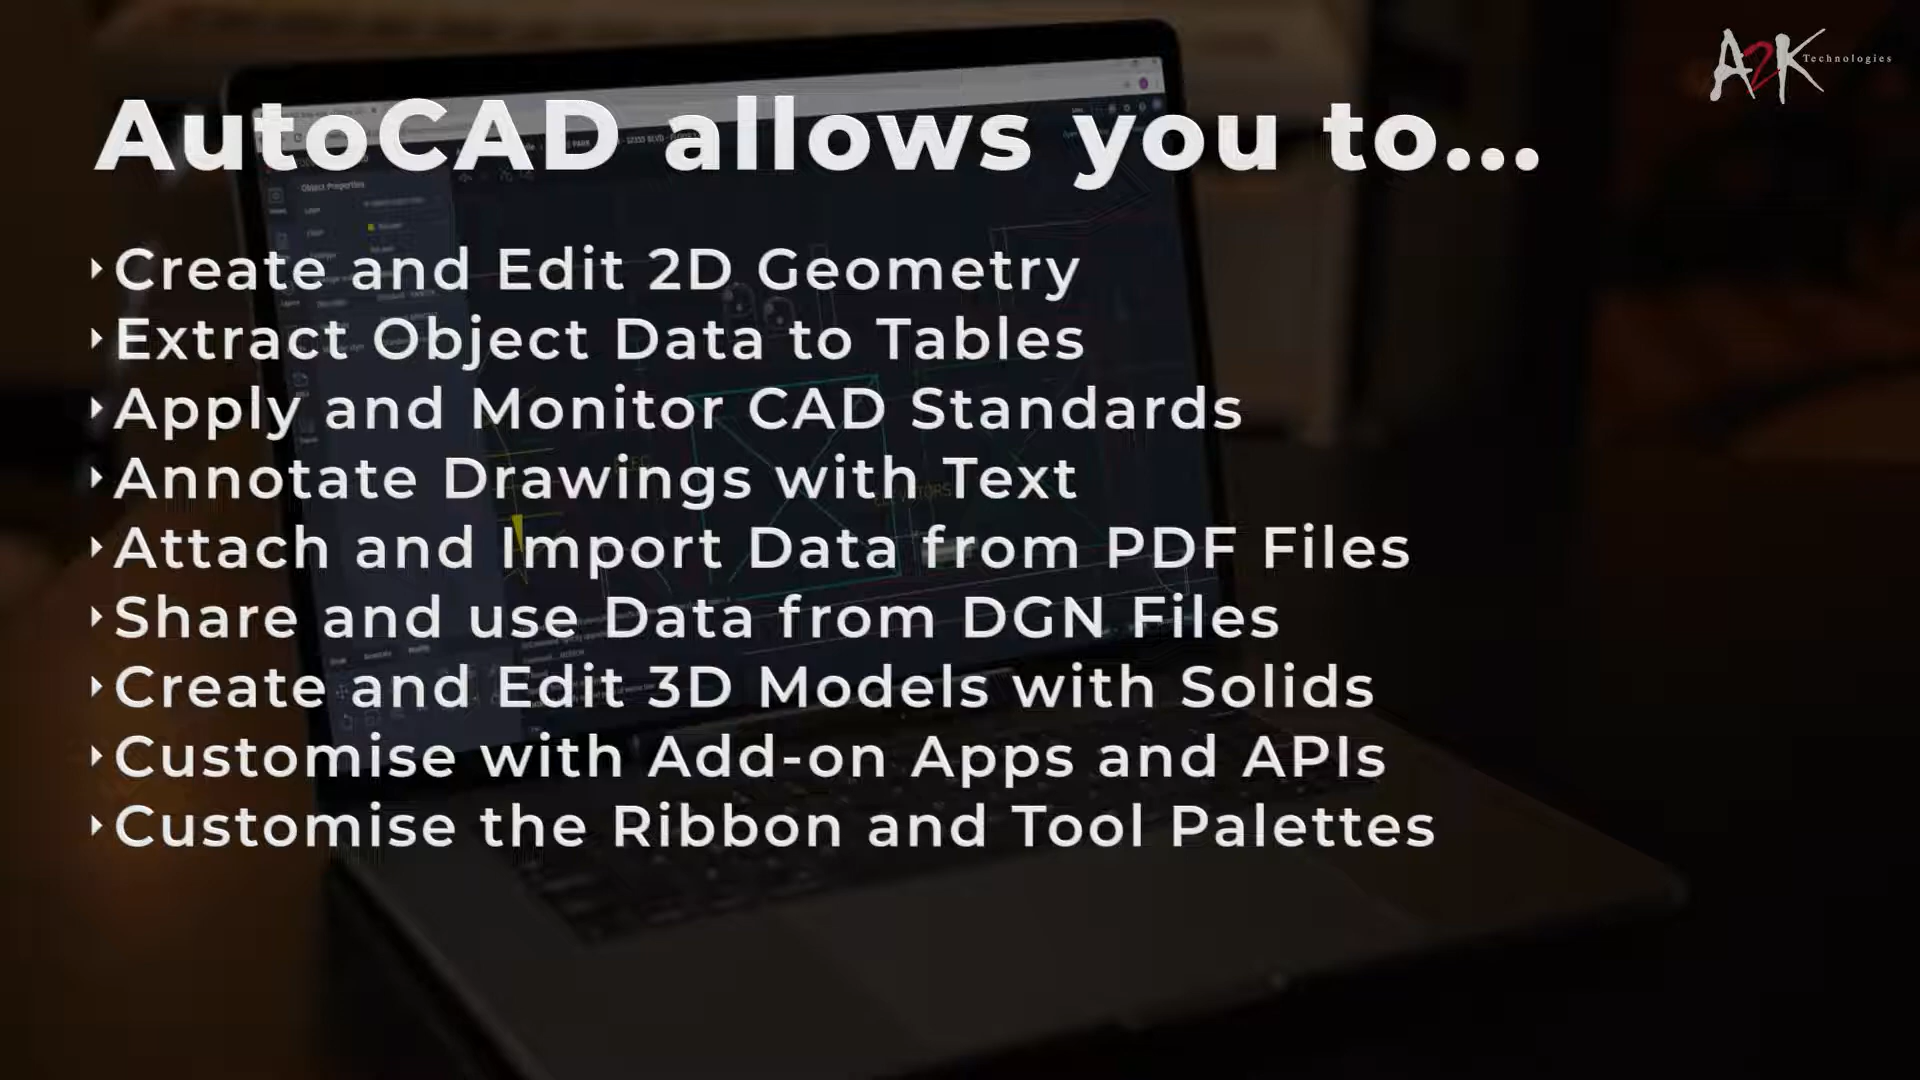 A2K Technologies
AutoCAD allows you to...
Create and Edit 2D Geometry
Extract Object Data to Tables
Apply and Monitor CAD Standards
Annotate Drawings with Text
Attach and Import Data from PDF Files
Share and use Data from DGN Files
Create and Edit 3D Models with Solids
Customise with Add-on Apps and APIs
Customise the Ribbon and Tool Palettes
Object Properties
ELEVATORS